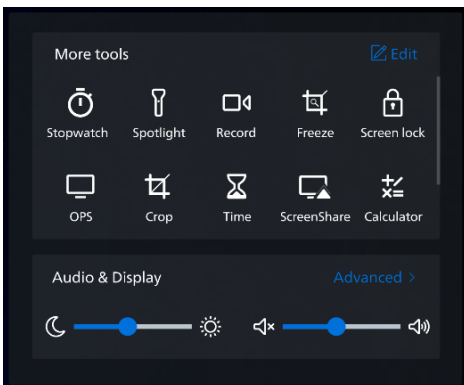 More tools Edit
Stopwatch Spotlight Record Freeze Screen lock
OPS Crop Time ScreenShare Calculator
Audio & Display Advanced >